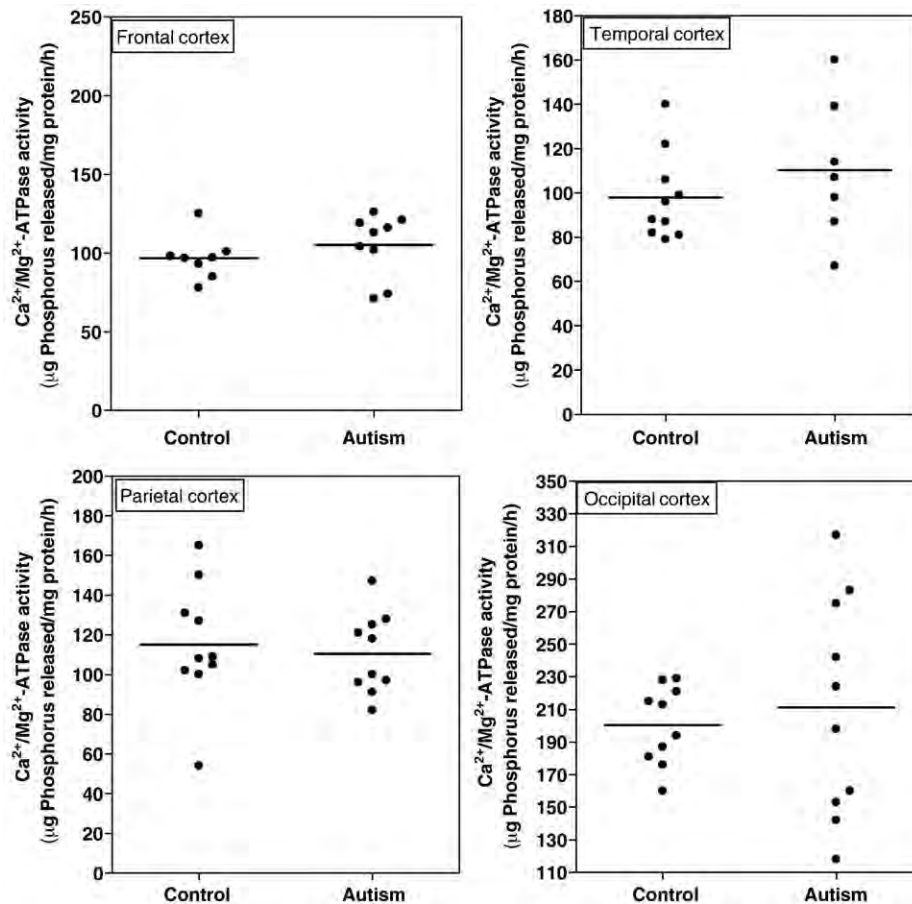 Frontal cortex
Ca²⁺/Mg²⁺-ATPase activity
(μg Phosphorus released/mg protein/h)
250
200
150
100
50
0
Control Autism
Temporal cortex
Ca²⁺/Mg²⁺-ATPase activity
(μg Phosphorus released/mg protein/h)
180
160
140
120
100
80
60
40
20
0
Control Autism
Parietal cortex
Ca²⁺/Mg²⁺-ATPase activity
(μg Phosphorus released/mg protein/h)
200
180
160
140
120
100
80
60
40
20
0
Control Autism
Occipital cortex
Ca²⁺/Mg²⁺-ATPase activity
(μg Phosphorus released/mg protein/h)
350
330
310
290
270
250
230
210
190
170
150
130
110
Control Autism